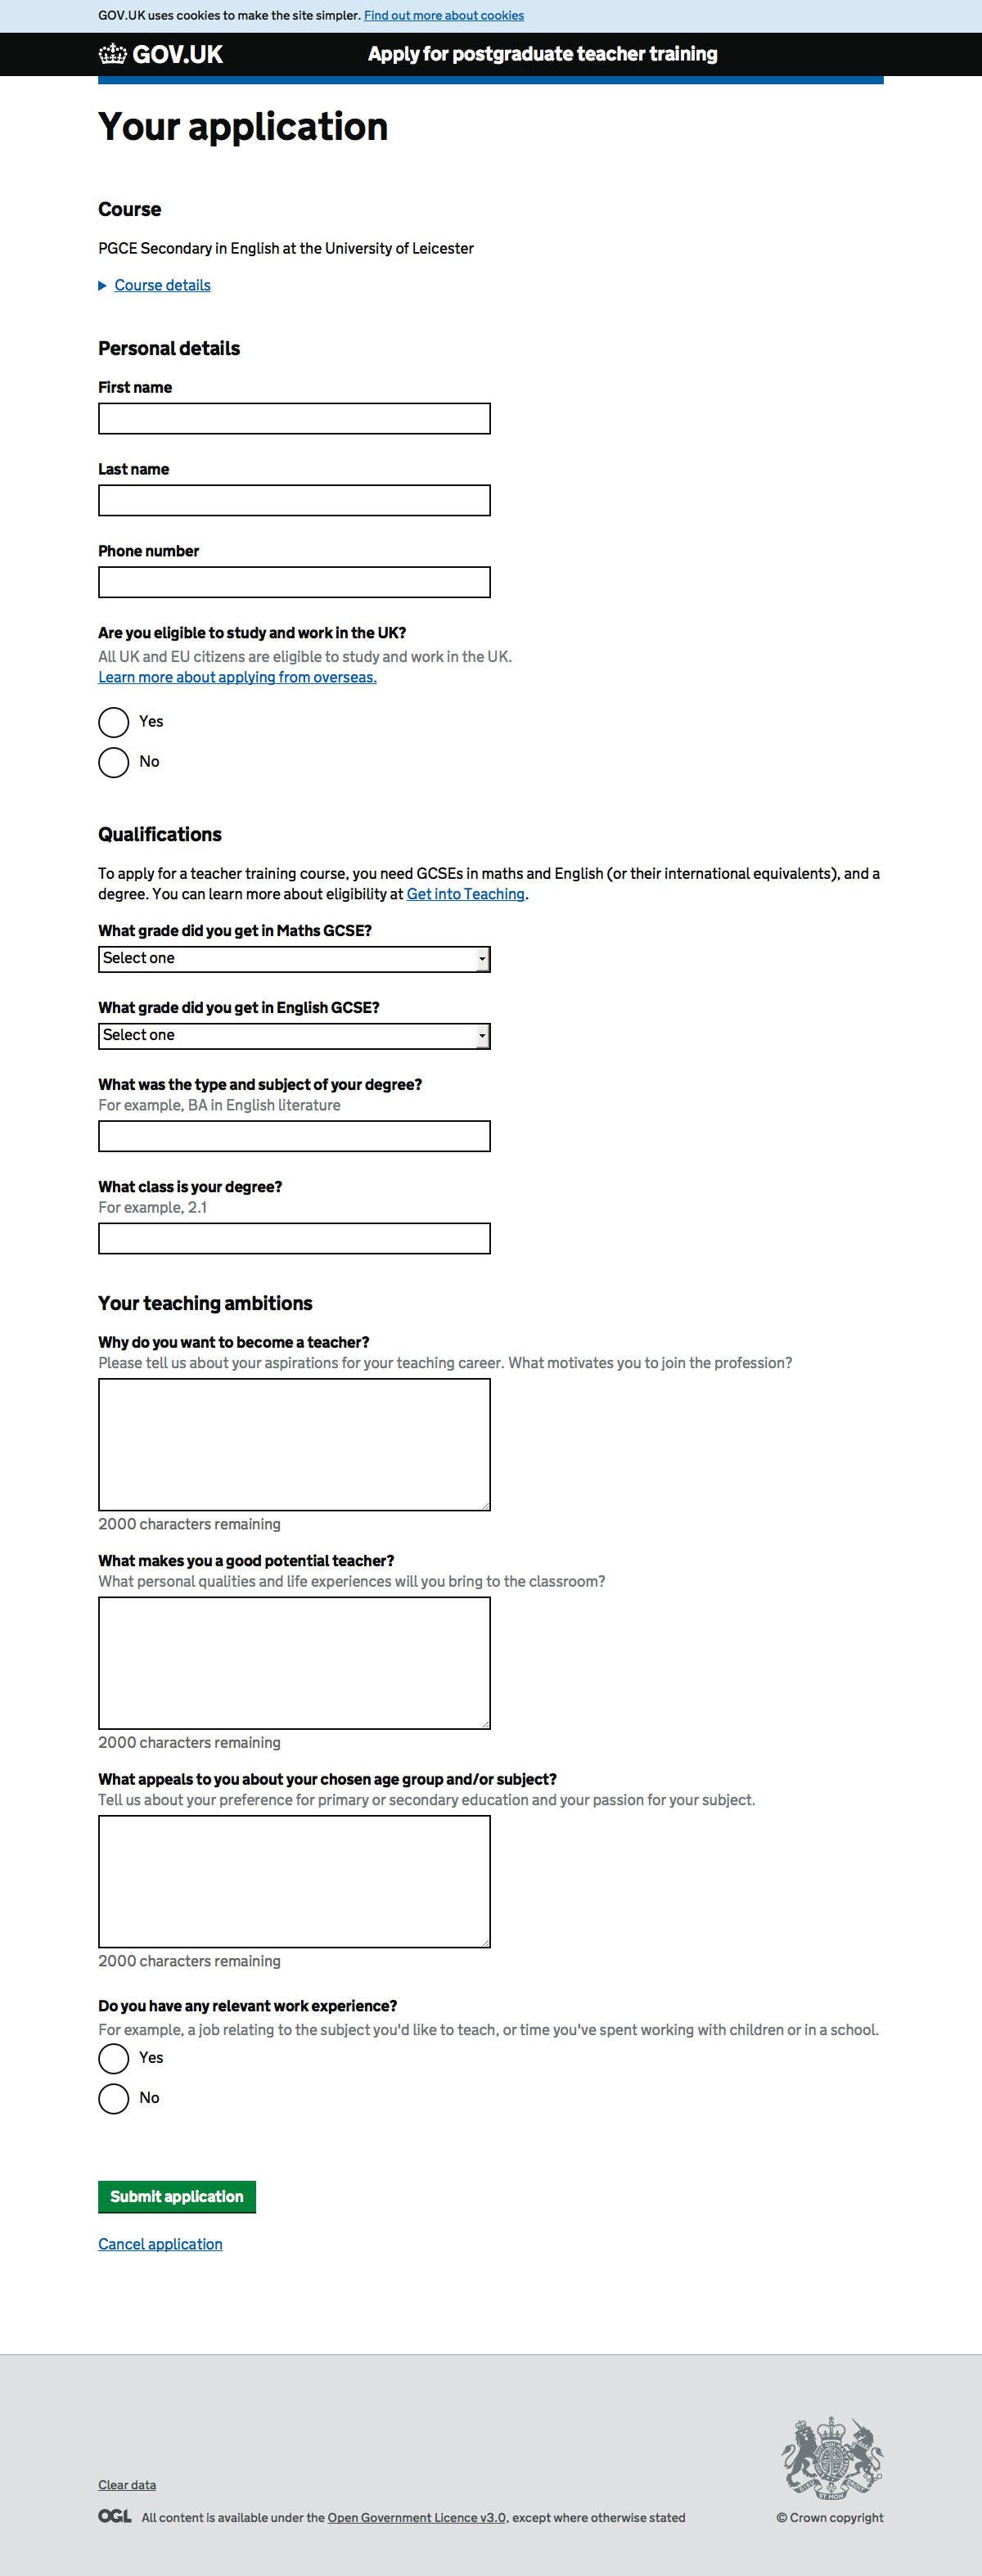 GOV.UK uses cookies to make the site simpler. Find out more about cookies
GOV.UK
Apply for postgraduate teacher training
Your application
Course
PGCE Secondary in English at the University of Leicester
Course details
Personal details
First name
Last name
Phone number
Are you eligible to study and work in the UK?
All UK and EU citizens are eligible to study and work in the UK.
Learn more about applying from overseas.
Yes
No
Qualifications
To apply for a teacher training course, you need GCSEs in maths and English (or their international equivalents), and a
degree. You can learn more about eligibility at Get into Teaching.
What grade did you get in Maths GCSE?
Select one
What grade did you get in English GCSE?
Select one
What was the type and subject of your degree?
For example, BA in English literature
What class is your degree?
For example, 2.1
Your teaching ambitions
Why do you want to become a teacher?
Please tell us about your aspirations for your teaching career. What motivates you to join the profession?
2000 characters remaining
What makes you a good potential teacher?
What personal qualities and life experiences will you bring to the classroom?
2000 characters remaining
What appeals to you about your chosen age group and/or subject?
Tell us about your preference for primary or secondary education and your passion for your subject.
2000 characters remaining
Do you have any relevant work experience?
For example, a job relating to the subject you'd like to teach, or time you've spent working with children or in a school.
Yes
No
Submit application
Cancel application
Clear data
OGL All content is available under the Open Government Licence v3.0, except where otherwise stated
© Crown copyright